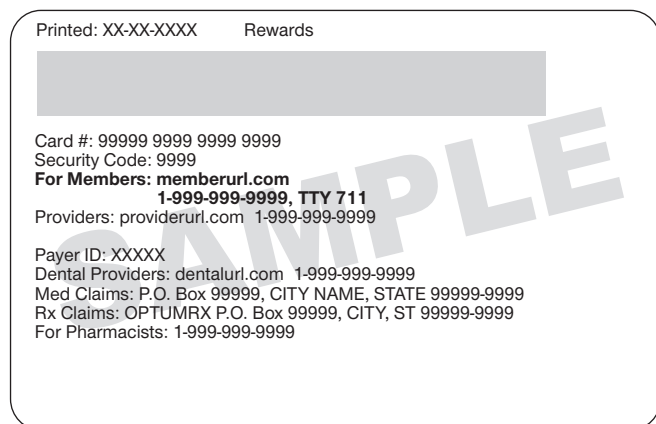 Printed: XX-XX-XXXX Rewards
Card #: 99999 9999 9999 9999
Security Code: 9999
For Members: memberurl.com
1-999-999-9999, TTY 711
Providers: providerurl.com 1-999-999-9999
Payer ID: XXXXX
Dental Providers: dentalurl.com 1-999-999-9999
Med Claims: P.O. Box 99999, CITY NAME, STATE 99999-9999
Rx Claims: OPTUMRX P.O. Box 99999, CITY, ST 99999-9999
For Pharmacists: 1-999-999-9999
SAMPLE